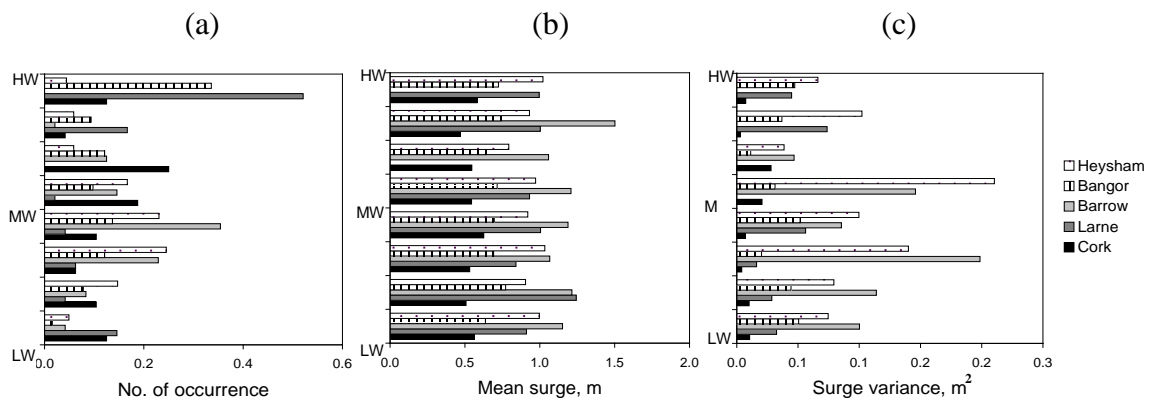 (a)
(b)
(c)
HW
MW
LW
0.0
0.2
0.4
0.6
No. of occurrence
HW
MW
LW
0.0
0.5
1.0
1.5
2.0
Mean surge, m
HW
M
LW
0.0
0.1
0.1
0.2
0.2
0.3
Surge variance, m²
Heysham
Bangor
Barrow
Larne
Cork